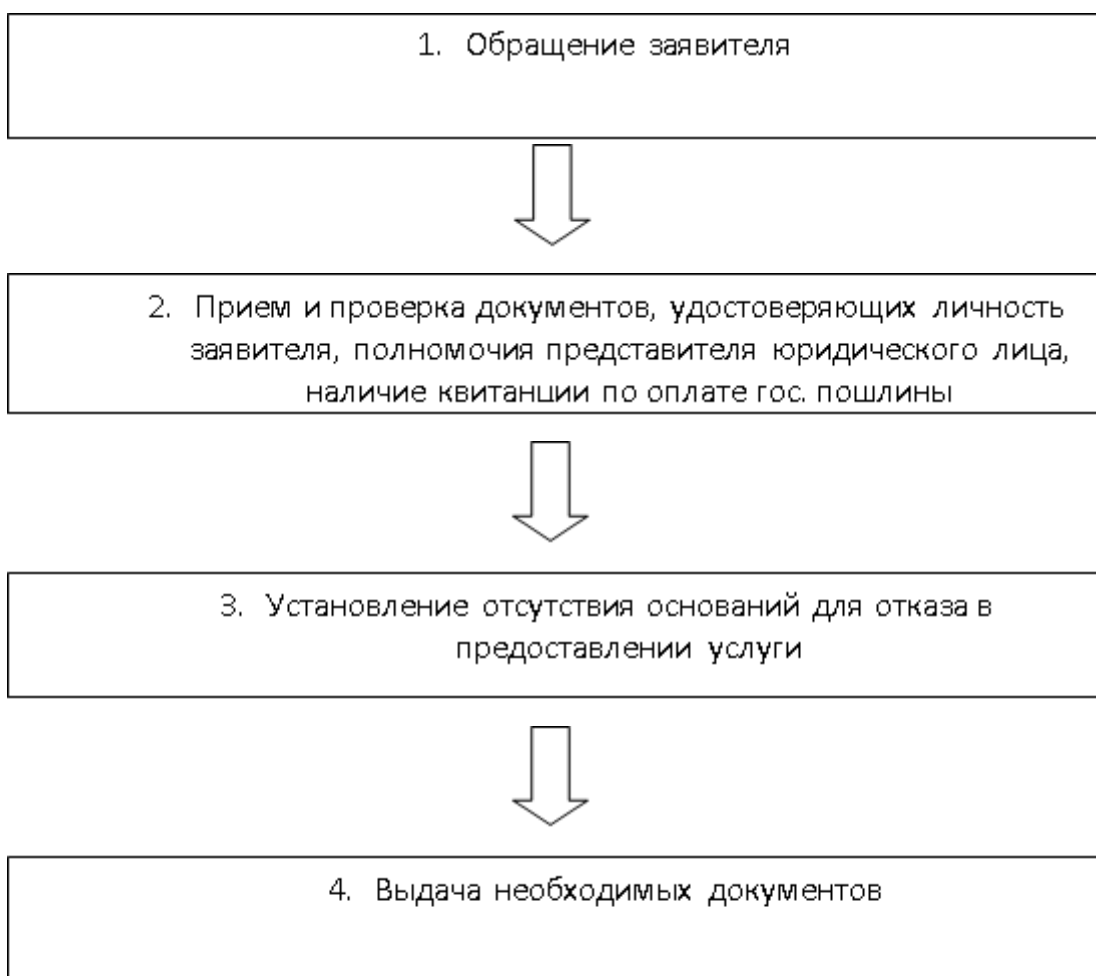 1. Обращение заявителя
2. Прием и проверка документов, удостоверяющих личность
заявителя, полномочия представителя юридического лица,
наличие квитанции по оплате гос. пошлины
3. Установление отсутствия оснований для отказа в
предоставлении услуги
4. Выдача необходимых документов